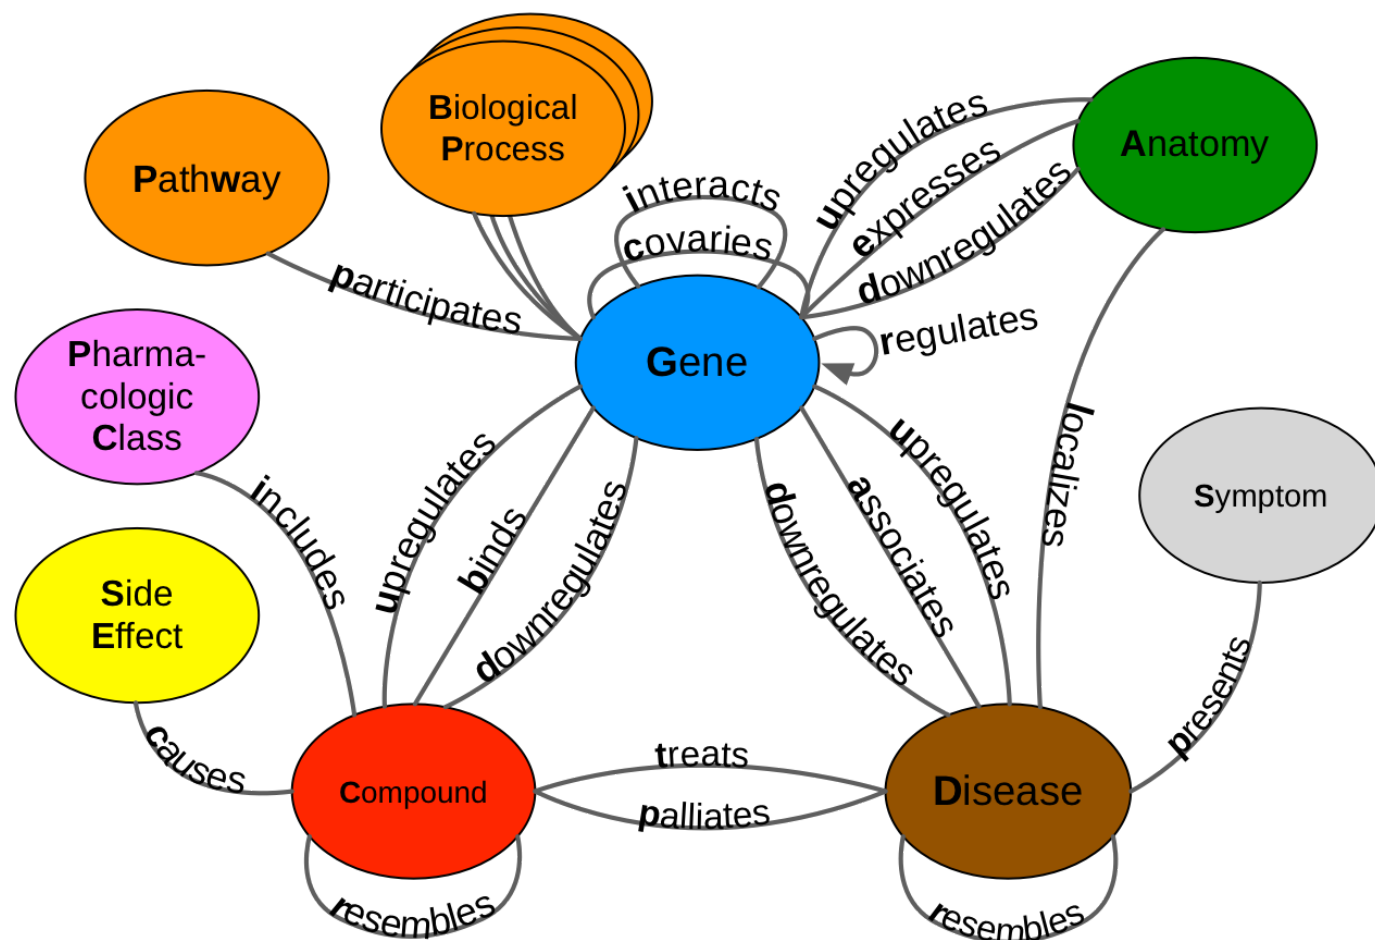 Biological
Process
Pathway
Anatomy
upregulates
expresses
downregulates
interacts
covaries
participates
regulates
Gene
Pharma-
cologic
Class
includes
upregulates
binds
downregulates
downregulates
associates
upregulates
localizes
Symptom
Side
Effect
causes
presents
Compound
treats
palliates
Disease
resembles
resembles